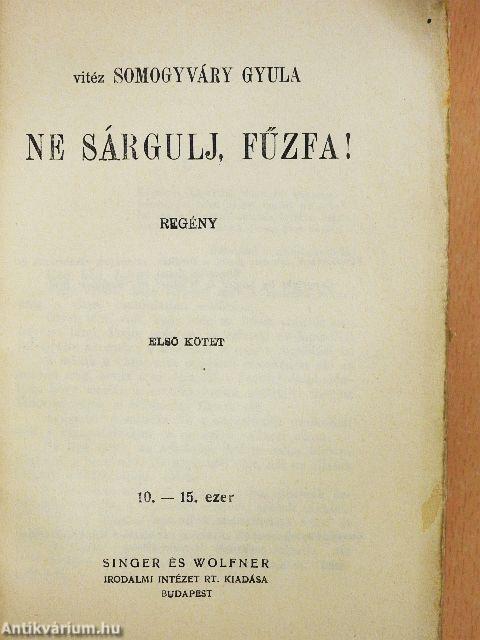 vitéz SOMOGYVÁRY GYULA
NE SÁRGULJ, FŰZFA!
REGÉNY
ELSŐ KÖTET
10. — 15. ezer
SINGER ÉS WOLFNER
IRODALMI INTÉZET RT. KIADÁSA
BUDAPEST
Antikvárium.hu